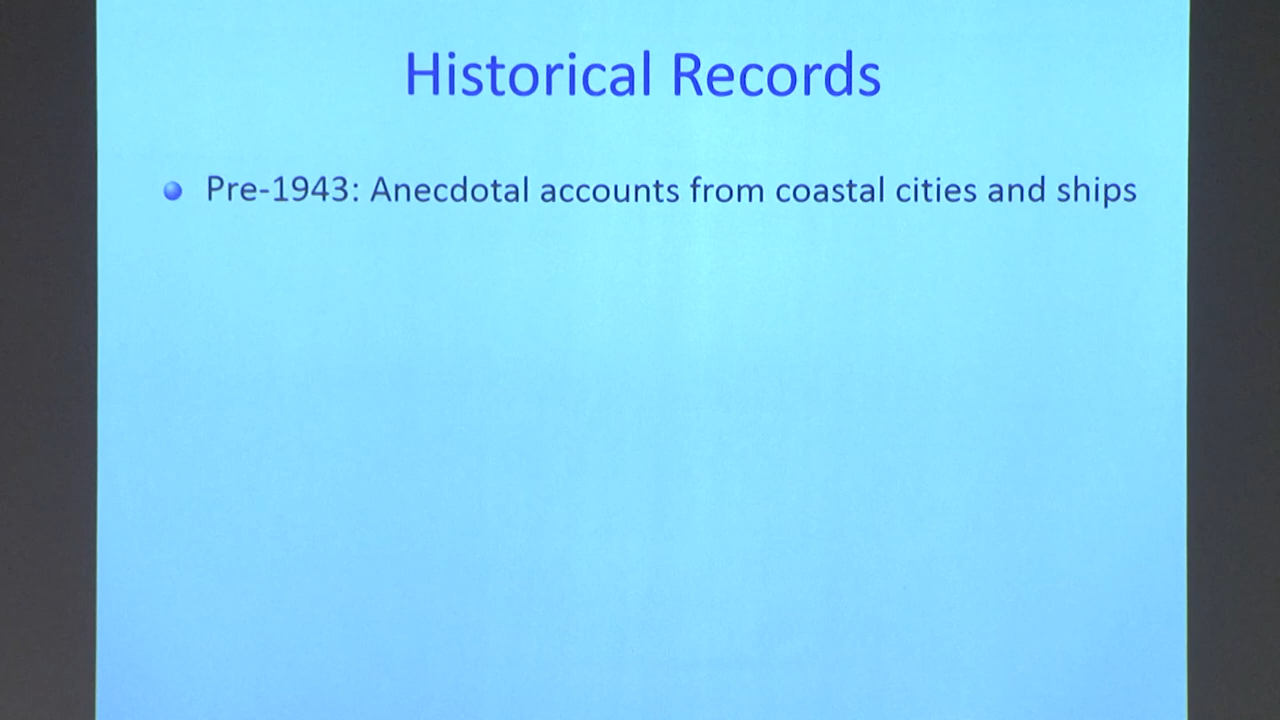 Historical Records
Pre-1943: Anecdotal accounts from coastal cities and ships